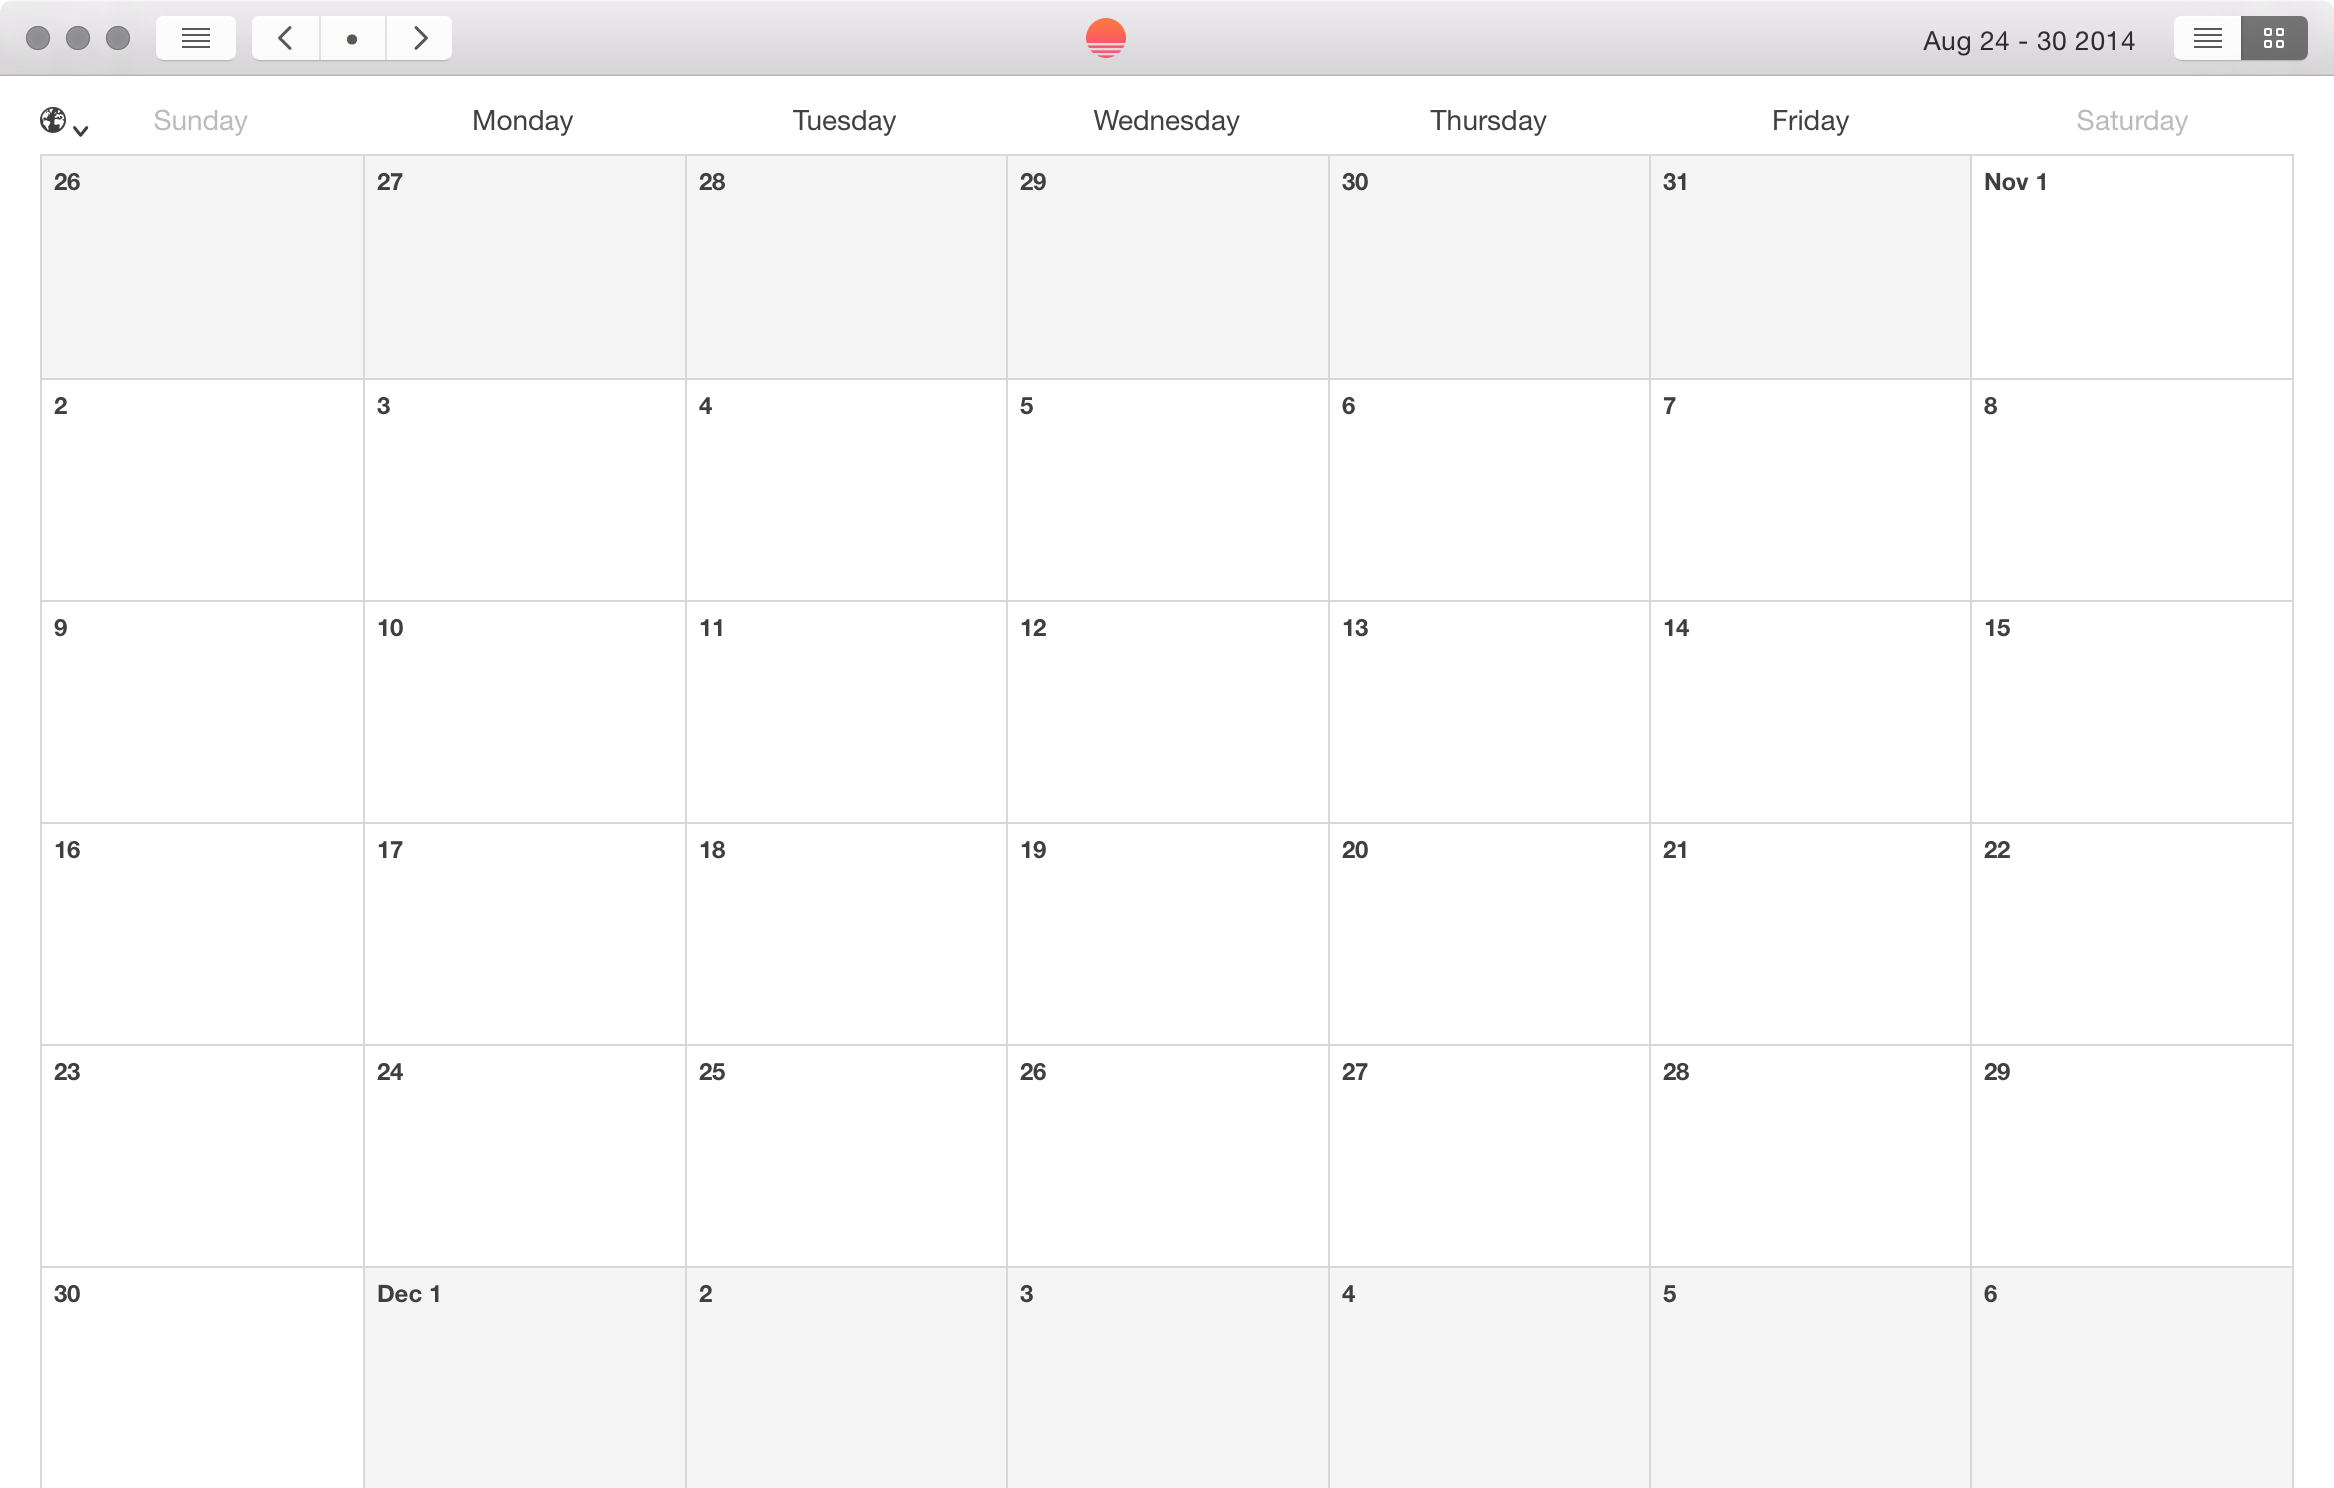 Aug 24 - 30 2014
Sunday Monday Tuesday Wednesday Thursday Friday Saturday
26 27 28 29 30 31 Nov 1
2 3 4 5 6 7 8
9 10 11 12 13 14 15
16 17 18 19 20 21 22
23 24 25 26 27 28 29
30 Dec 1 2 3 4 5 6